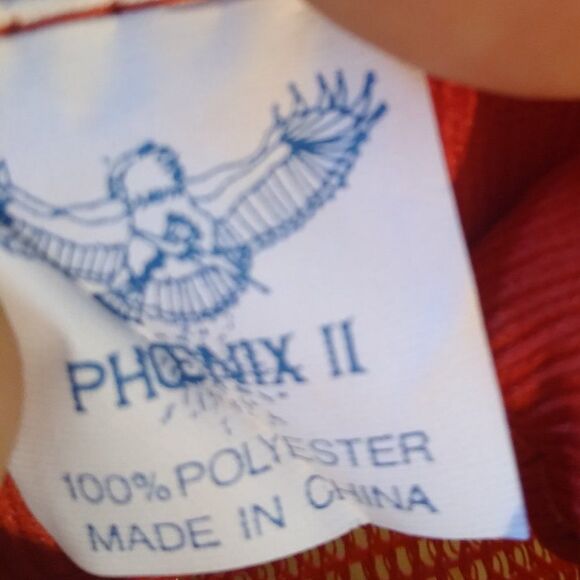 PHOENIX II
100% POLYESTER
MADE IN CHINA